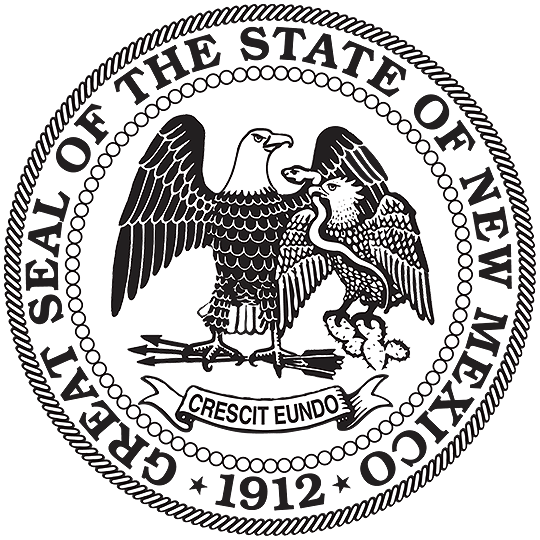 GREAT SEAL OF THE STATE OF NEW MEXICO
CRESCIT EUNDO
★ 1912 ★